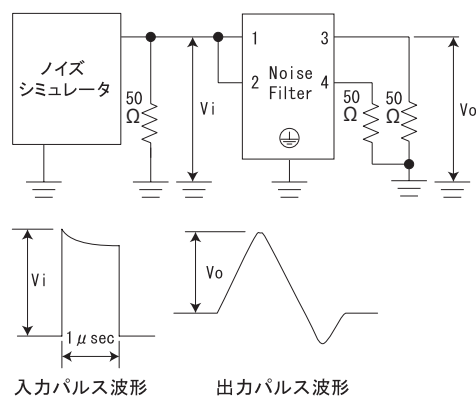 ノイズ
シミュレータ
50
Ω
Vi
1
2
Noise
Filter
3
4
50
Ω
50
Ω
Vo
Vi
1μsec
入力パルス波形
Vo
出力パルス波形